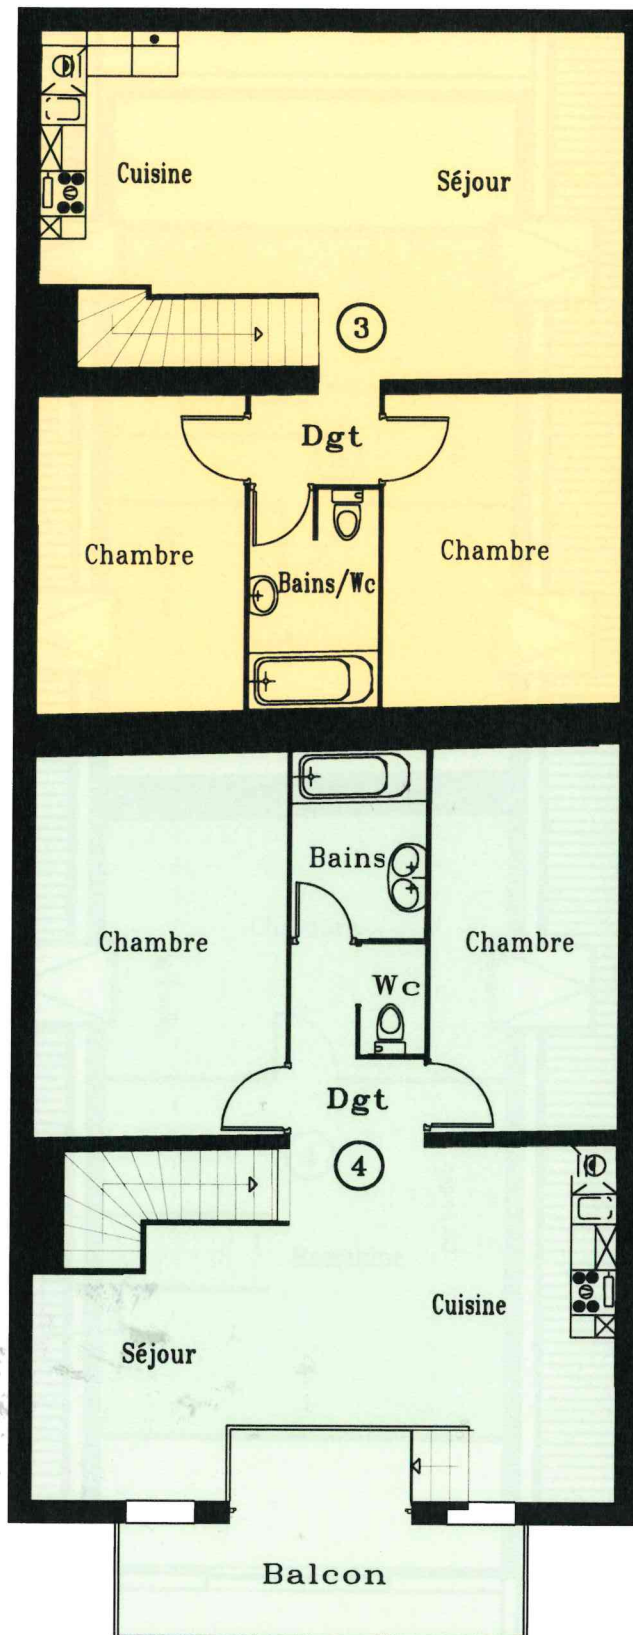 Cuisine
Séjour
3
Dgt
Chambre
Chambre
Bains/Wc
Bains
Chambre
Chambre
Wc
Dgt
4
Cuisine
Séjour
Balcon